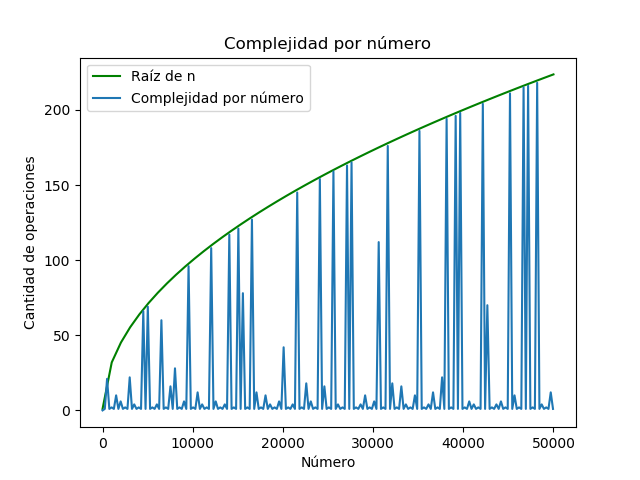 Complejidad por número
Raíz de n
Complejidad por número
200
150
100
50
0
Cantidad de operaciones
0 10000 20000 30000 40000 50000
Número